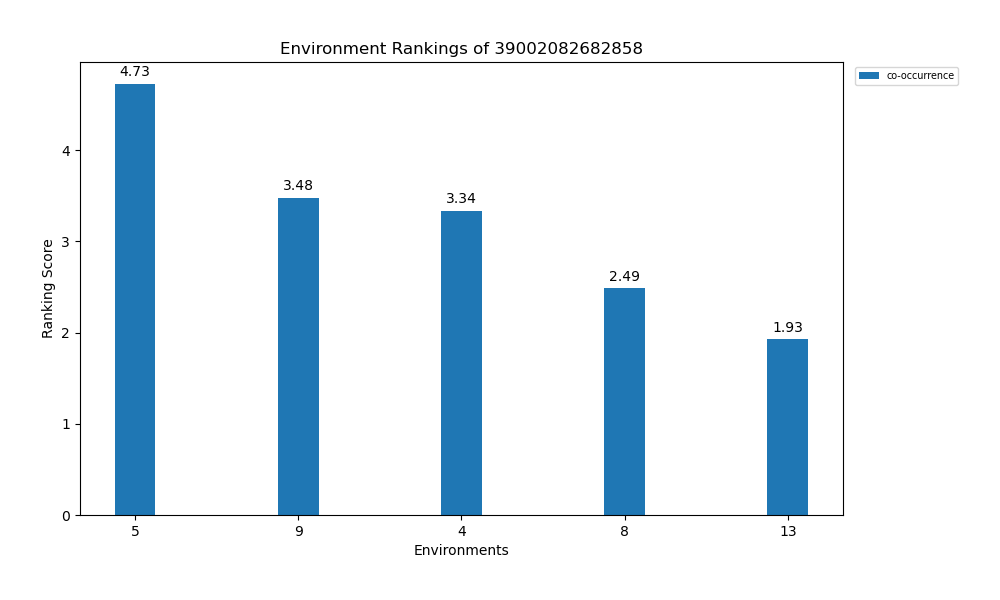 Environment Rankings of 39002082682858
co-occurrence
4.73
3.48
3.34
2.49
1.93
Ranking Score
4
3
2
1
0
5 9 4 8 13
Environments